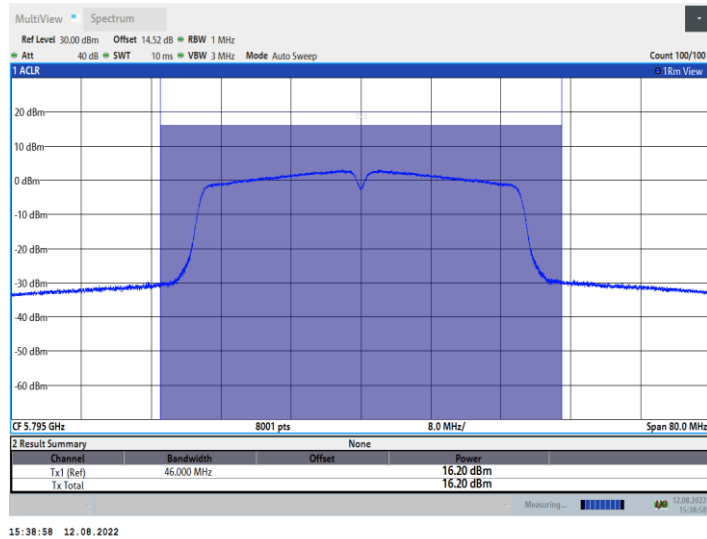 MultiView Spectrum
Ref Level 30.00 dBm Offset 14.52 dB RBW 1 MHz
Att 40 dB SWT 10 ms VBW 3 MHz Mode Auto Sweep Count 100/100
1 ACLR 1Rm View
20 dBm
10 dBm
0 dBm
-10 dBm
-20 dBm
-30 dBm
-40 dBm
-50 dBm
-60 dBm
CF 5.795 GHz 8001 pts 8.0 MHz/ Span 80.0 MHz
2 Result Summary None
Channel Bandwidth Offset Power
Tx1 (Ref) 46.000 MHz 16.20 dBm
Tx Total 16.20 dBm
Measuring... 12.08.2022
15:38:58
15:38:58 12.08.2022